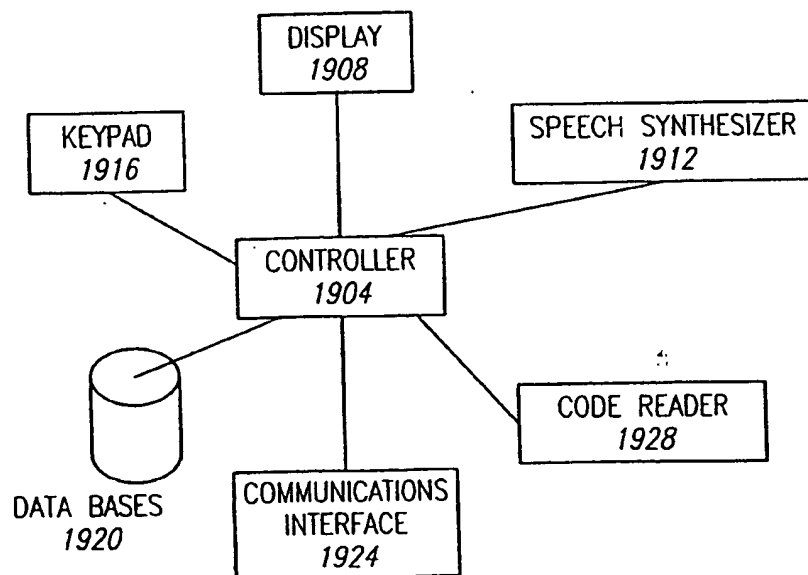 DISPLAY
1908
KEYPAD
1916
SPEECH SYNTHESIZER
1912
CONTROLLER
1904
CODE READER
1928
DATA BASES
1920
COMMUNICATIONS
INTERFACE
1924